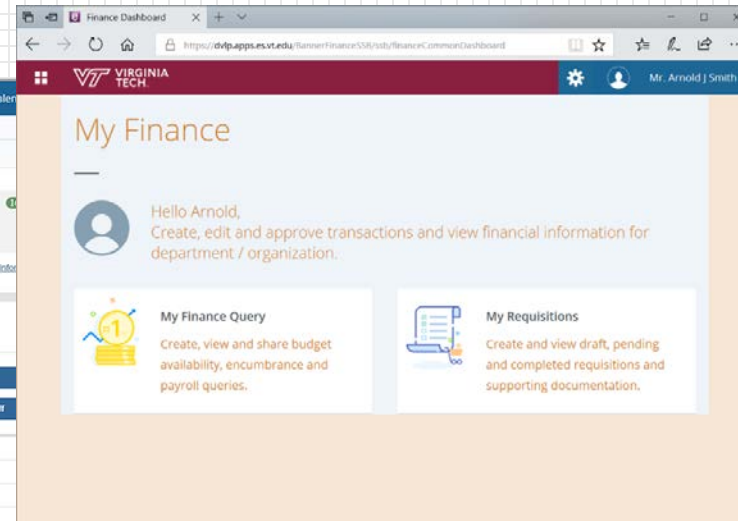 Finance Dashboard
https://dvlp.apps.es.vt.edu/BannerFinanceSSB/ssb/financeCommonDashboard
VT VIRGINIA TECH.
Mr. Arnold J Smith
My Finance
Hello Arnold,
Create, edit and approve transactions and view financial information for
department / organization.
My Finance Query
Create, view and share budget
availability, encumbrance and
payroll queries.
My Requisitions
Create and view draft, pending
and completed requisitions and
supporting documentation.